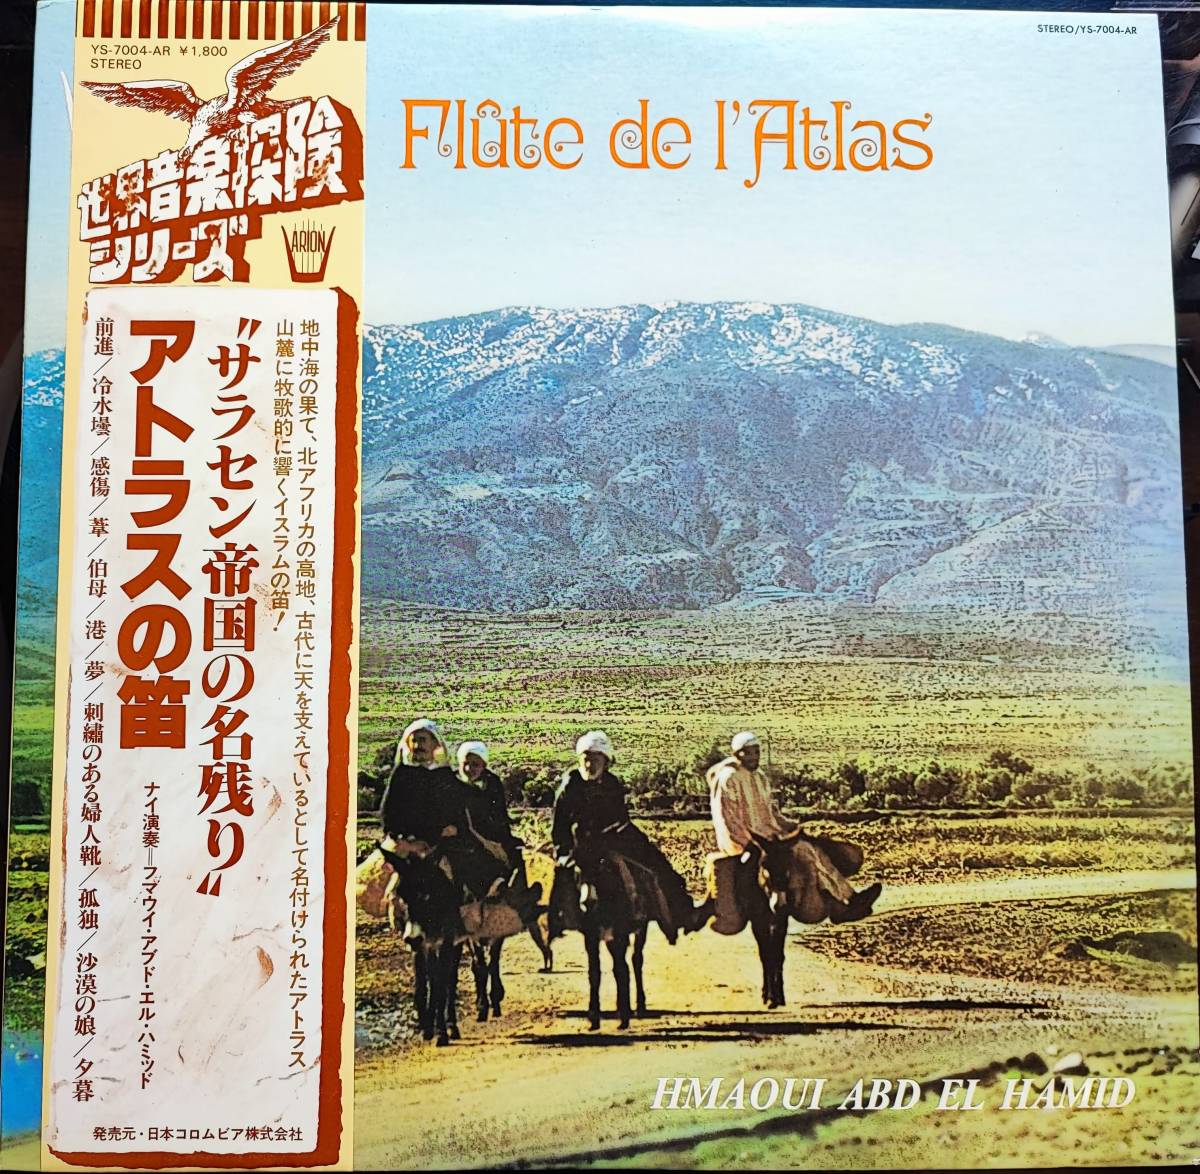 YS-7004-AR ¥1,800
STEREO
世界音楽探険
シリーズ
ARION
地中海の果て、北アフリカの高地、古代に天を支えているとして名付けられたアトラス
山麓に牧歌的に響くイスラムの笛!
"サラセン帝国の名残り"
アトラスの笛
ナイ演奏=フマウイ・アブド・エル・ハミッド
前進/冷水壜/感傷/葦/伯母/港/夢/刺繡のある婦人靴/孤独/沙漠の娘/夕暮
発売元・日本コロムビア株式会社
STEREO/YS-7004-AR
Flûte de l'Atlas
HMAOUI ABD EL HAMID